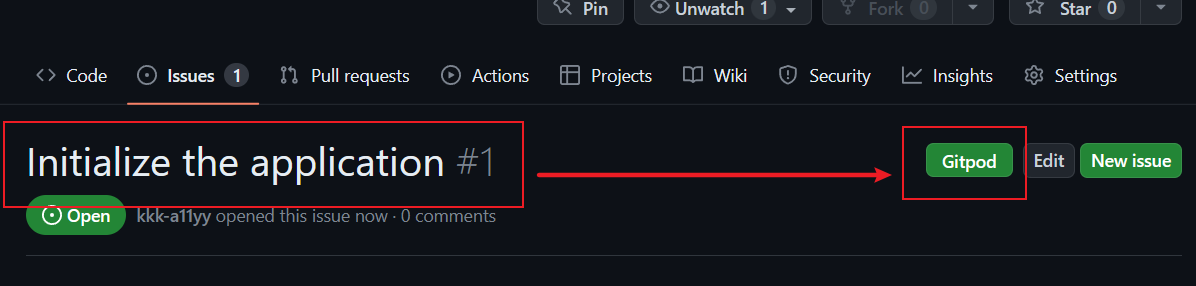 Pin Unwatch 1 Fork 0 Star 0
Code Issues 1 Pull requests Actions Projects Wiki Security Insights Settings
Initialize the application #1 Gitpod Edit New issue
Open kkk-a11yy opened this issue now · 0 comments